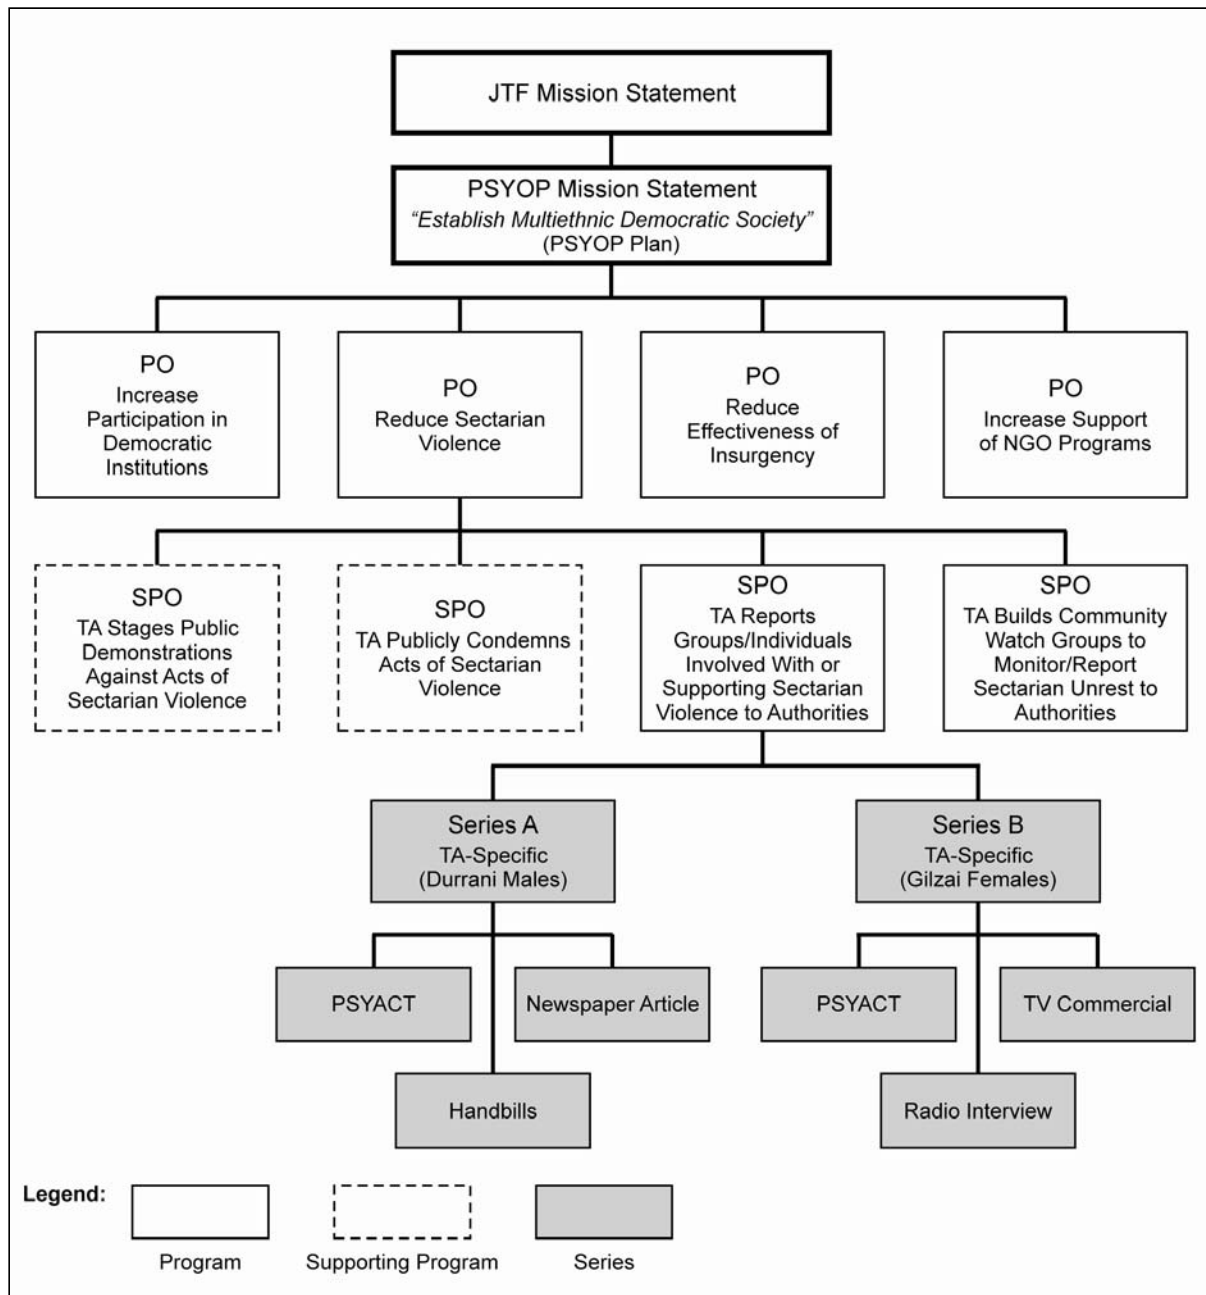 JTF Mission Statement
PSYOP Mission Statement
“Establish Multiethnic Democratic Society”
(PSYOP Plan)
PO
Increase
Participation in
Democratic
Institutions
PO
Reduce Sectarian
Violence
PO
Reduce
Effectiveness of
Insurgency
PO
Increase Support
of NGO Programs
SPO
TA Stages Public
Demonstrations
Against Acts of
Sectarian Violence
SPO
TA Publicly Condemns
Acts of Sectarian
Violence
SPO
TA Reports
Groups/Individuals
Involved With or
Supporting Sectarian
Violence to Authorities
SPO
TA Builds Community
Watch Groups to
Monitor/Report
Sectarian Unrest to
Authorities
Series A
TA-Specific
(Durrani Males)
Series B
TA-Specific
(Gilzai Females)
PSYACT
Newspaper Article
PSYACT
TV Commercial
Handbills
Radio Interview
Legend:
Program
Supporting Program
Series